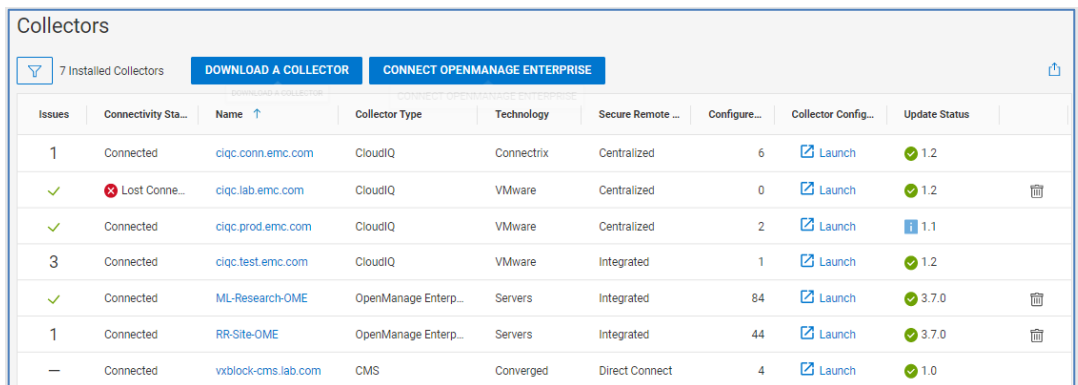 Collectors
7 Installed Collectors DOWNLOAD A COLLECTOR CONNECT OPENMANAGE ENTERPRISE
DOWNLOAD A COLLECTOR CONNECT OPENMANAGE ENTERPRISE
Issues Connectivity Sta... Name ↑ Collector Type Technology Secure Remote ... Configure... Collector Config... Update Status
1 Connected ciqc.conn.emc.com CloudIQ Connectrix Centralized 6 Launch 1.2
Lost Conne... ciqc.lab.emc.com CloudIQ VMware Centralized 0 Launch 1.2
Connected ciqc.prod.emc.com CloudIQ VMware Centralized 2 Launch 1.1
3 Connected ciqc.test.emc.com CloudIQ VMware Integrated 1 Launch 1.2
Connected ML-Research-OME OpenManage Enterp... Servers Integrated 84 Launch 3.7.0
1 Connected RR-Site-OME OpenManage Enterp... Servers Integrated 44 Launch 3.7.0
— Connected vxblock-cms.lab.com CMS Converged Direct Connect 4 Launch 1.0